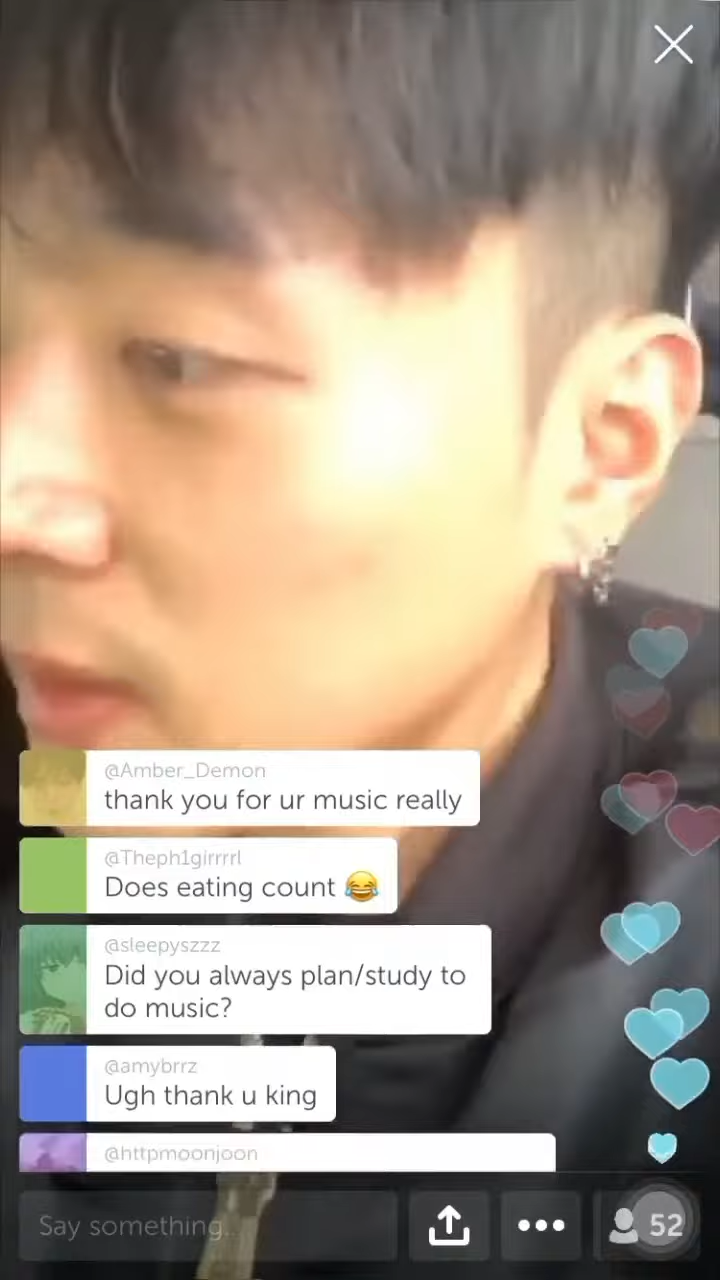 @Amber_Demon
thank you for ur music really
@Theph1girrrrl
Does eating count 😂
@sleepyszzz
Did you always plan/study to
do music?
@amybrrz
Ugh thank u king
@httpmoonjoon
Say something...
52